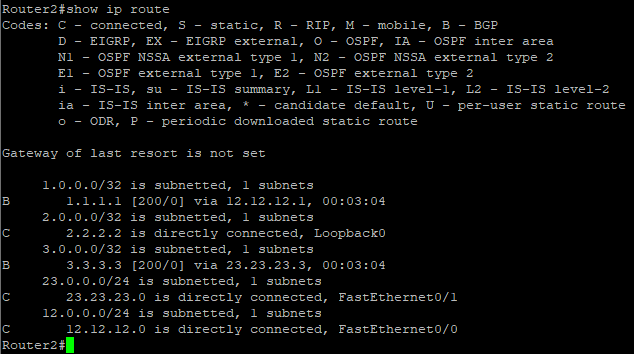 Router2#show ip route
Codes: C - connected, S - static, R - RIP, M - mobile, B - BGP
       D - EIGRP, EX - EIGRP external, O - OSPF, IA - OSPF inter area
       N1 - OSPF NSSA external type 1, N2 - OSPF NSSA external type 2
       E1 - OSPF external type 1, E2 - OSPF external type 2
       i - IS-IS, su - IS-IS summary, L1 - IS-IS level-1, L2 - IS-IS level-2
       ia - IS-IS inter area, * - candidate default, U - per-user static route
       o - ODR, P - periodic downloaded static route
Gateway of last resort is not set
     1.0.0.0/32 is subnetted, 1 subnets
B       1.1.1.1 [200/0] via 12.12.12.1, 00:03:04
     2.0.0.0/32 is subnetted, 1 subnets
C       2.2.2.2 is directly connected, Loopback0
     3.0.0.0/32 is subnetted, 1 subnets
B       3.3.3.3 [200/0] via 23.23.23.3, 00:03:04
     23.0.0.0/24 is subnetted, 1 subnets
C       23.23.23.0 is directly connected, FastEthernet0/1
     12.0.0.0/24 is subnetted, 1 subnets
C       12.12.12.0 is directly connected, FastEthernet0/0
Router2#